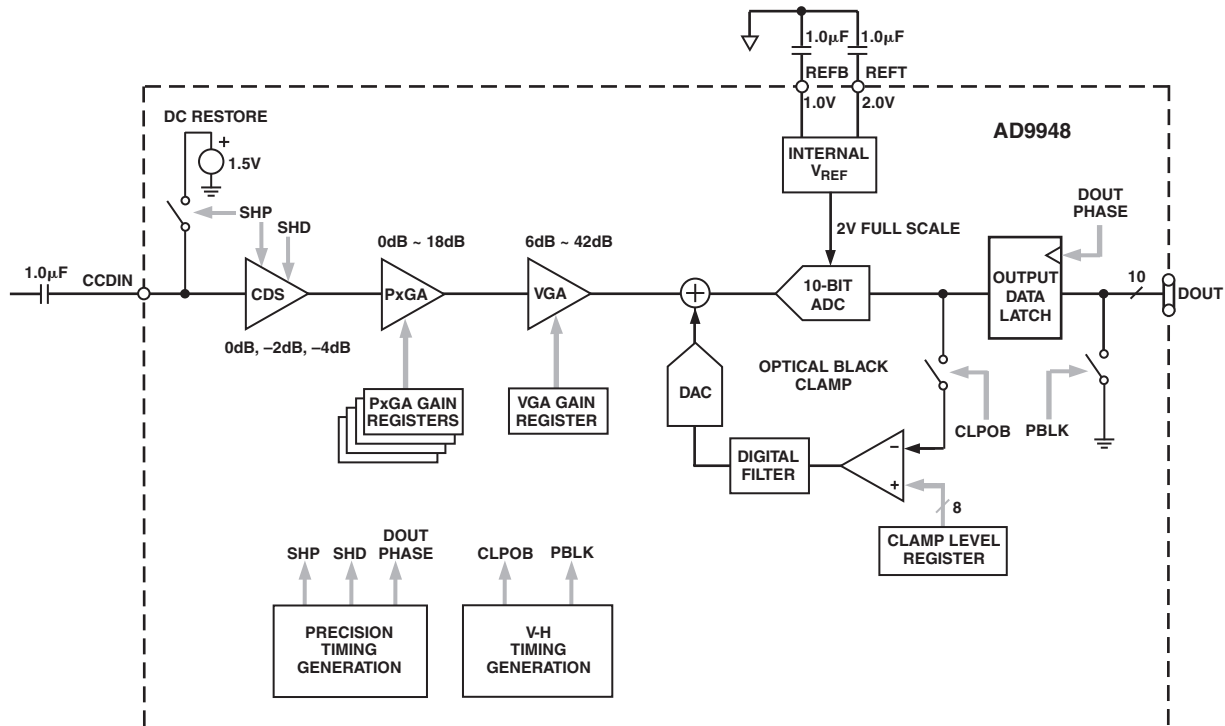 1.0µF
1.0µF
REFB
REFT
1.0V
2.0V
DC RESTORE
AD9948
+
1.5V
INTERNAL
VREF
DOUT
PHASE
SHP
SHD
0dB ~ 18dB
6dB ~ 42dB
2V FULL SCALE
1.0µF
CCDIN
CDS
PxGA
VGA
+
10-BIT
ADC
OUTPUT
DATA
LATCH
10
DOUT
0dB, –2dB, –4dB
OPTICAL BLACK
CLAMP
DAC
PxGA GAIN
REGISTERS
VGA GAIN
REGISTER
CLPOB
PBLK
DIGITAL
FILTER
–
+
8
CLAMP LEVEL
REGISTER
SHP
SHD
DOUT
PHASE
CLPOB
PBLK
PRECISION
TIMING
GENERATION
V-H
TIMING
GENERATION